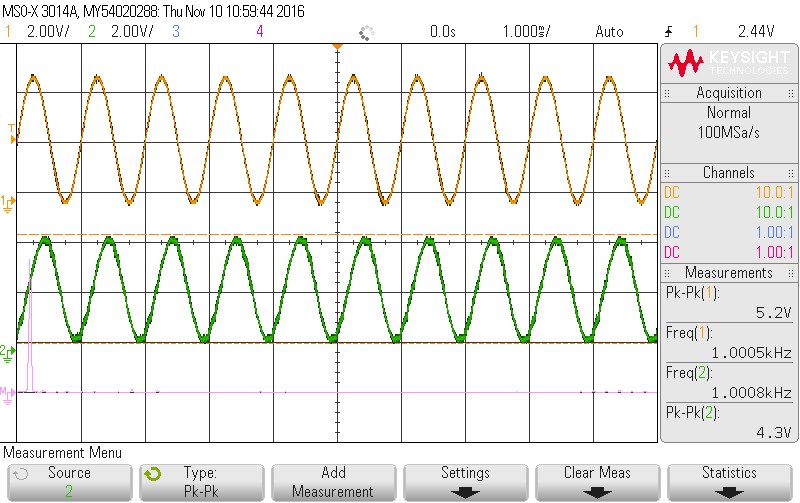 MSO-X 3014A, MY54020288: Thu Nov 10 10:59:44 2016
1 2.00V/ 2 2.00V/ 3 4 0.0s 1.000ms/ Auto 1 2.44V
KEYSIGHT
TECHNOLOGIES
Acquisition
Normal
100MSa/s
Channels
DC 10.0:1
DC 10.0:1
DC 1.00:1
DC 1.00:1
Measurements
Pk-Pk(1):
5.2V
Freq(1):
1.0005kHz
Freq(2):
1.0008kHz
Pk-Pk(2):
4.3V
T
1
2
M
Measurement Menu
Source
2
Type:
Pk-Pk
Add
Measurement
Settings
Clear Meas
Statistics